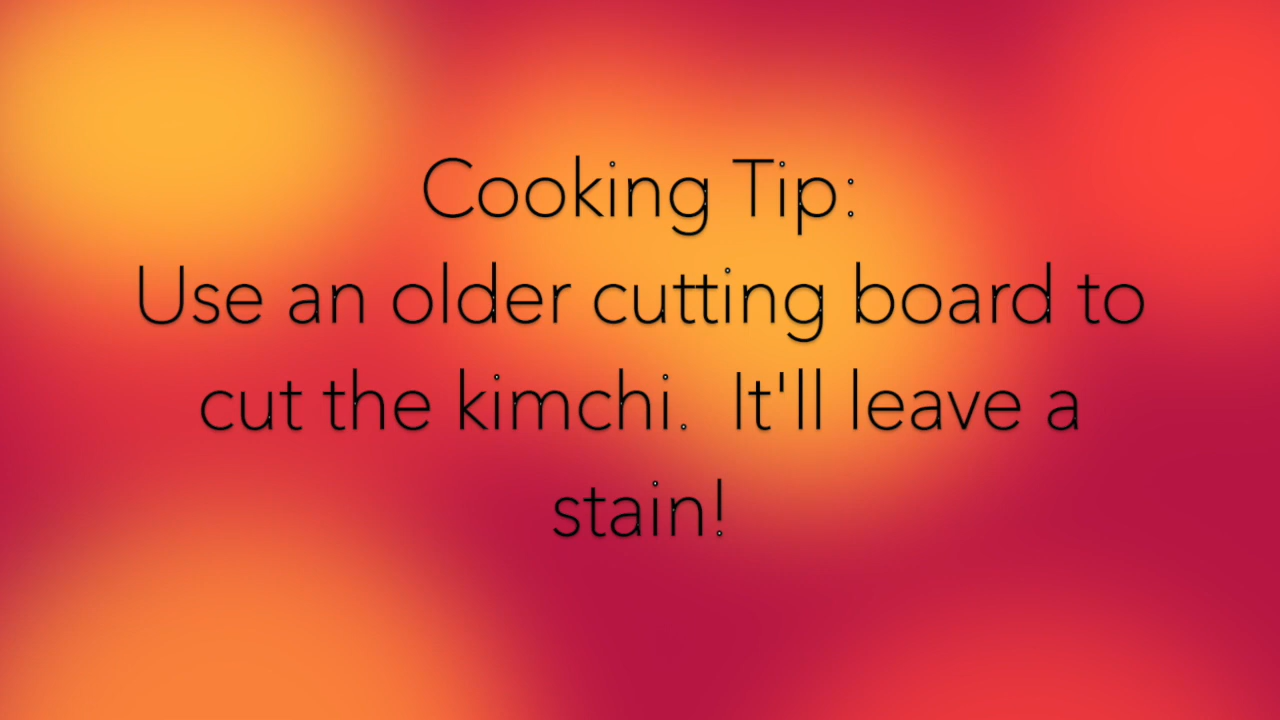 Cooking Tip:
Use an older cutting board to
cut the kimchi.  It'll leave a
stain!